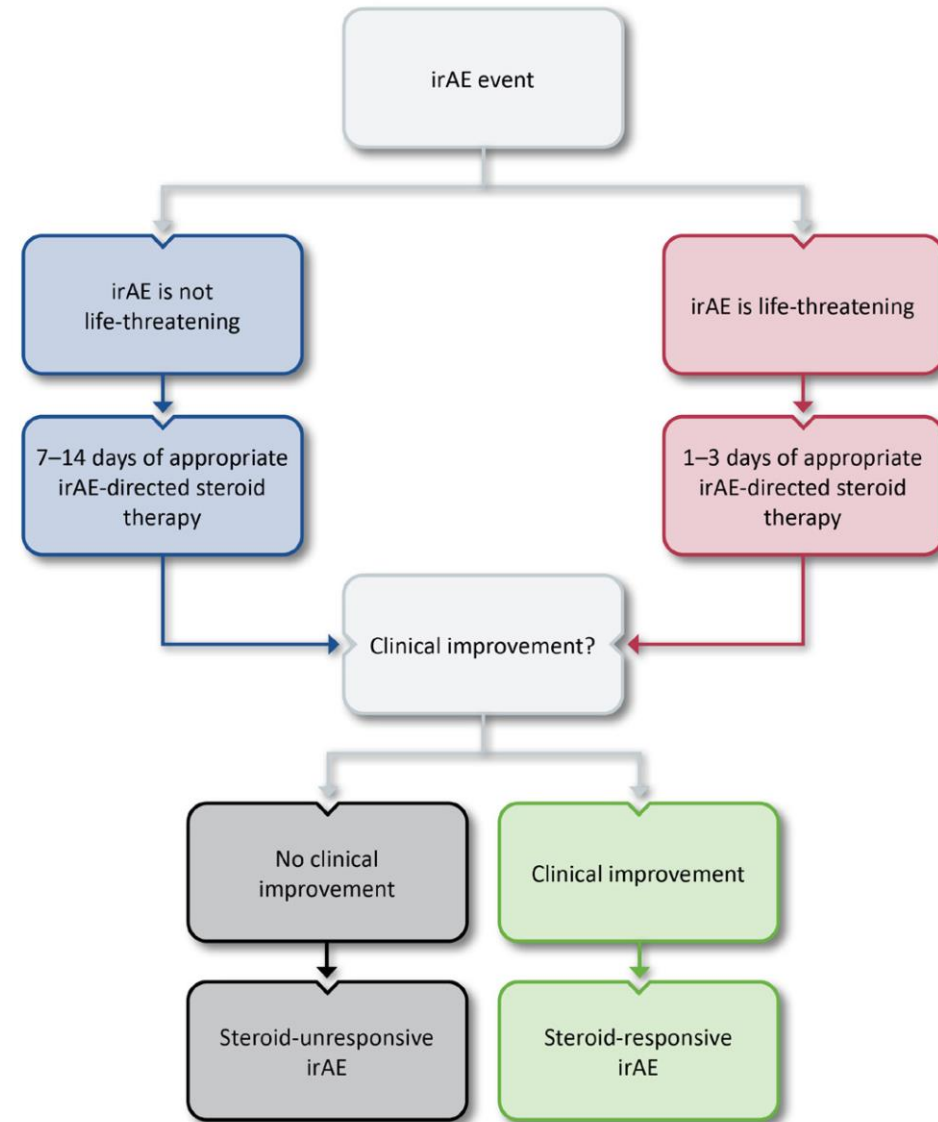 irAE event
irAE is not
life-threatening
irAE is life-threatening
7–14 days of appropriate
irAE-directed steroid
therapy
1–3 days of appropriate
irAE-directed steroid
therapy
Clinical improvement?
No clinical
improvement
Clinical improvement
Steroid-unresponsive
irAE
Steroid-responsive
irAE